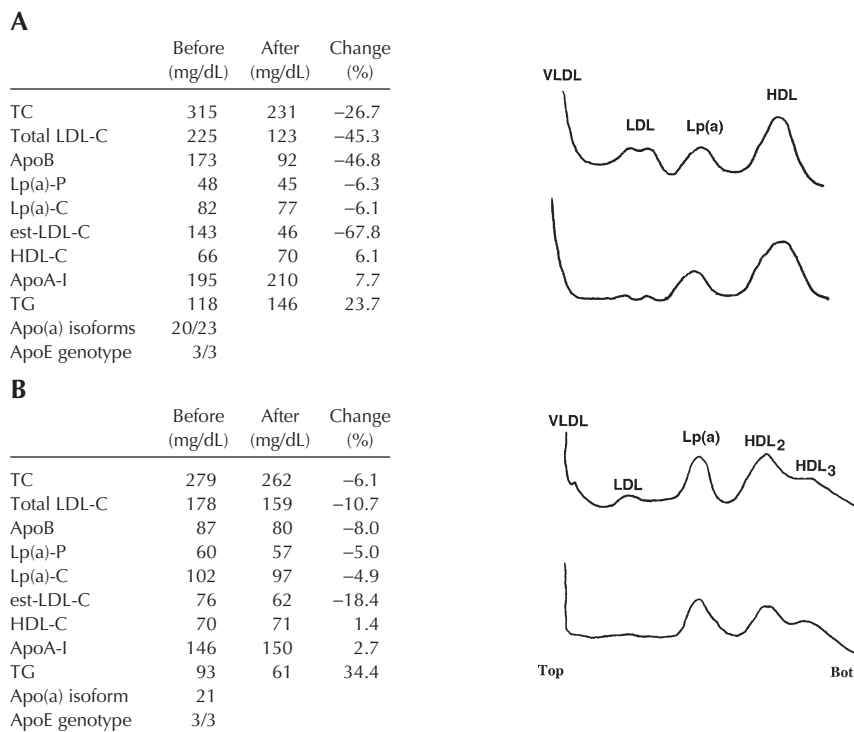 A
Before After Change
(mg/dL) (mg/dL) (%)
TC 315 231 −26.7
Total LDL-C 225 123 −45.3
ApoB 173 92 −46.8
Lp(a)-P 48 45 −6.3
Lp(a)-C 82 77 −6.1
est-LDL-C 143 46 −67.8
HDL-C 66 70 6.1
ApoA-I 195 210 7.7
TG 118 146 23.7
Apo(a) isoforms 20/23
ApoE genotype 3/3
VLDL
LDL
Lp(a)
HDL
B
Before After Change
(mg/dL) (mg/dL) (%)
TC 279 262 −6.1
Total LDL-C 178 159 −10.7
ApoB 87 80 −8.0
Lp(a)-P 60 57 −5.0
Lp(a)-C 102 97 −4.9
est-LDL-C 76 62 −18.4
HDL-C 70 71 1.4
ApoA-I 146 150 2.7
TG 93 61 34.4
Apo(a) isoform 21
ApoE genotype 3/3
VLDL
LDL
Lp(a)
HDL2
HDL3
Top Bot